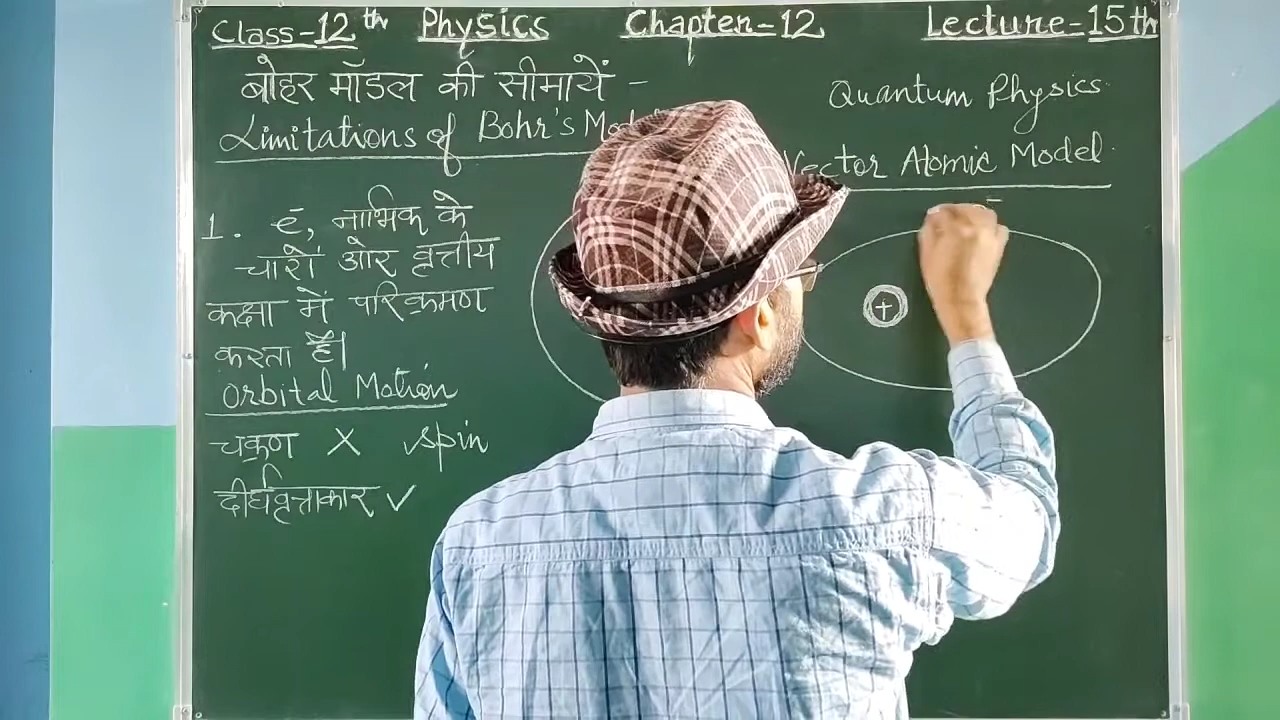 Class-12th Physics Chapter-12 Lecture-15th
बोहर मॉडल की सीमायें -
Limitations of Bohr's Mod
Quantum Physics
Vector Atomic Model
1. e̅, नाभिक के
चारों ओर वृत्तीय
कक्षा में परिक्रमण
करता है।
Orbital Motion
चक्रण X spin
दीर्घवृत्ताकार ✓
+
-